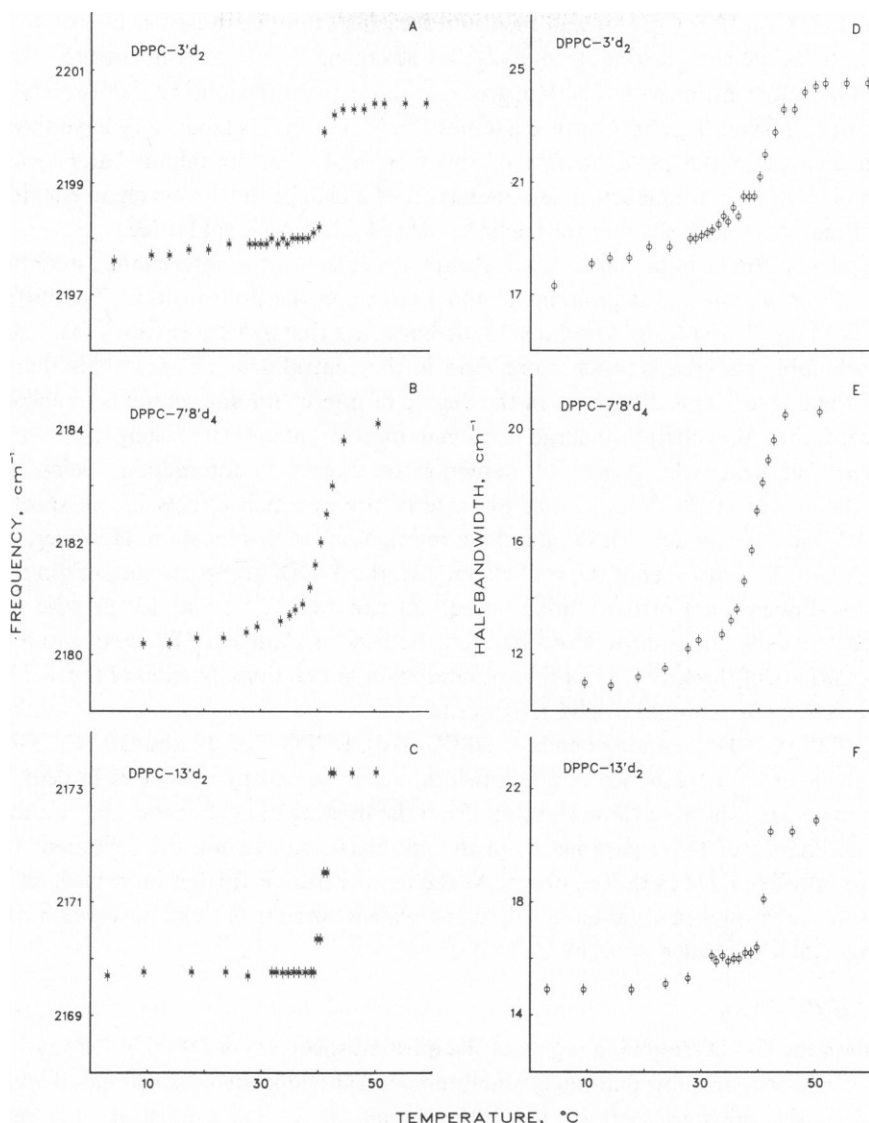 A
DPPC-3'd2
2201
2199
2197
B
DPPC-7'8'd4
2184
2182
2180
C
DPPC-13'd2
2173
2171
2169
10 30 50
FREQUENCY, cm⁻¹
D
DPPC-3'd2
25
21
17
E
DPPC-7'8'd4
20
16
12
F
DPPC-13'd2
22
18
14
10 30 50
HALFBANDWIDTH, cm⁻¹
TEMPERATURE, °C